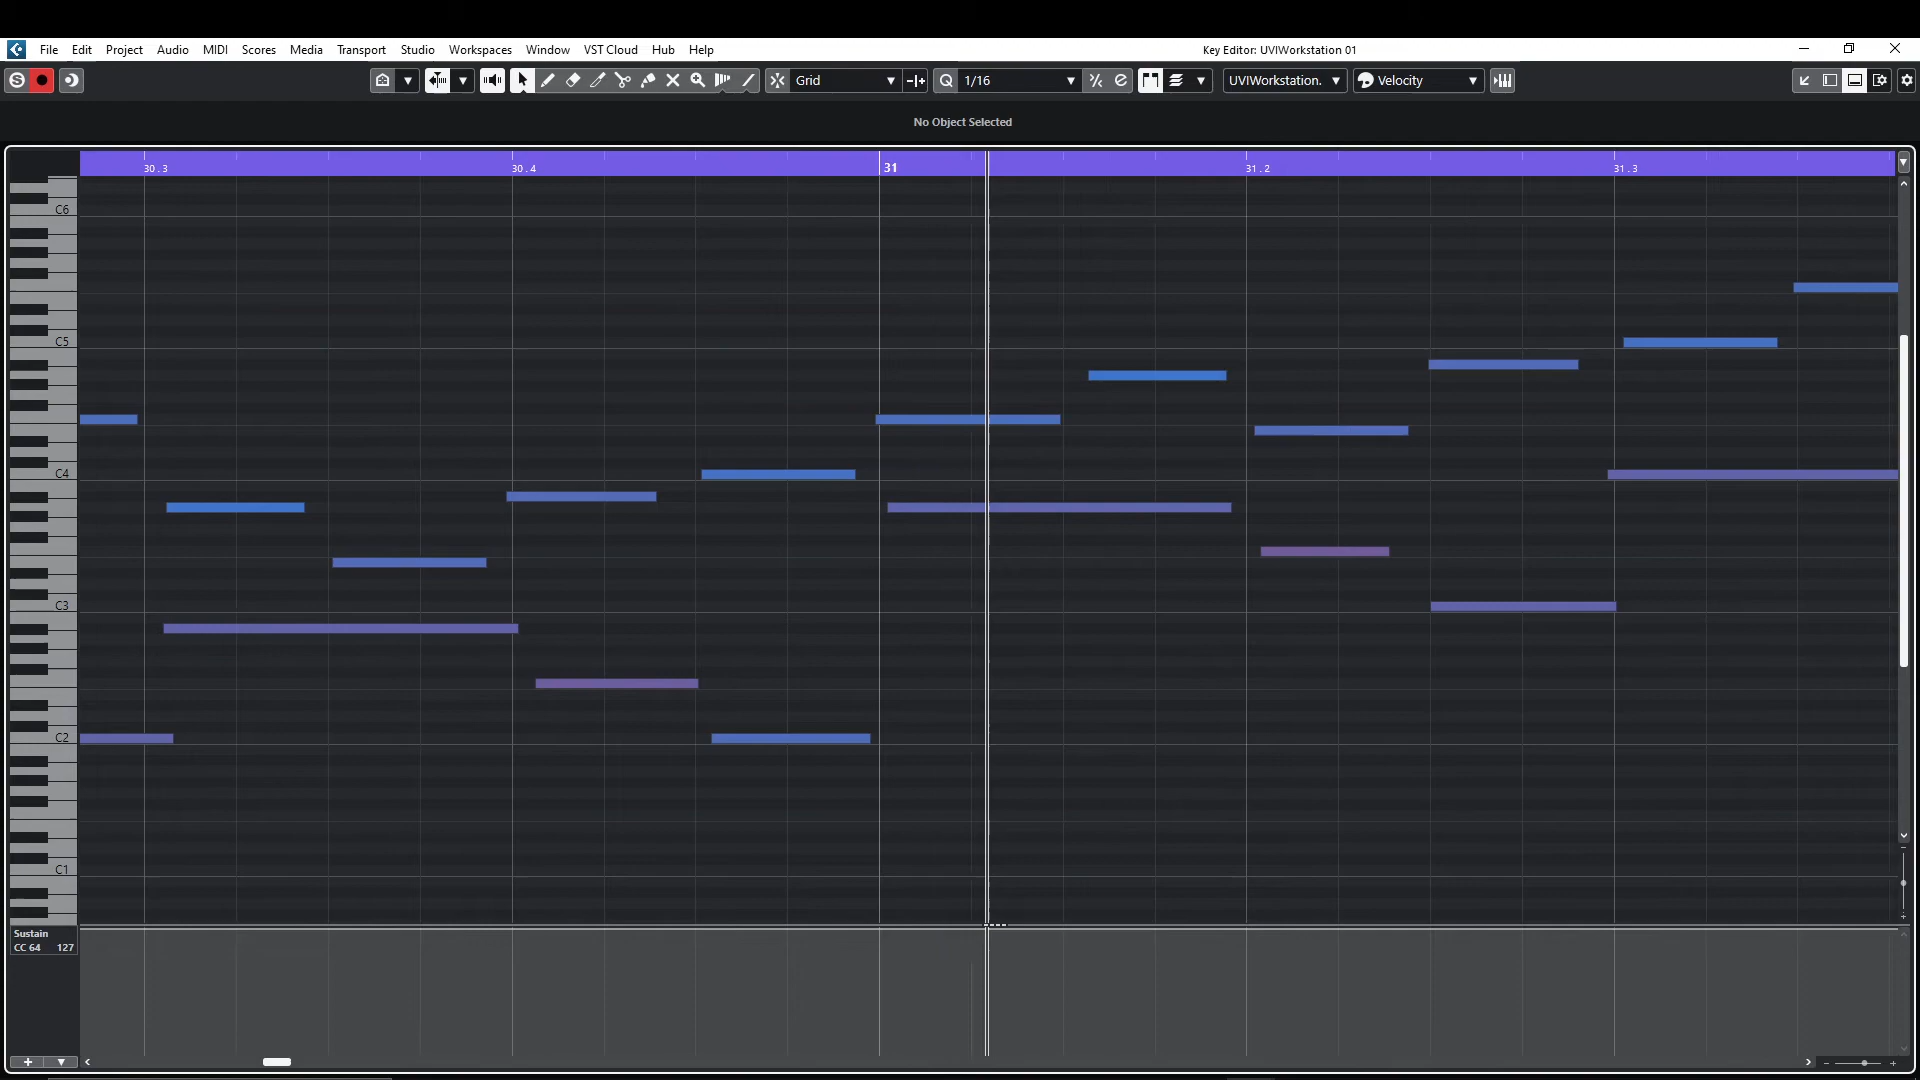 File Edit Project Audio MIDI Scores Media Transport Studio Workspaces Window VST Cloud Hub Help Key Editor: UVIWorkstation 01
S Grid Q 1/16 UVIWorkstation. Velocity
No Object Selected
30.3 30.4 31 31.2 31.3
C6
C5
C4
C3
C2
C1
Sustain
CC 64 127